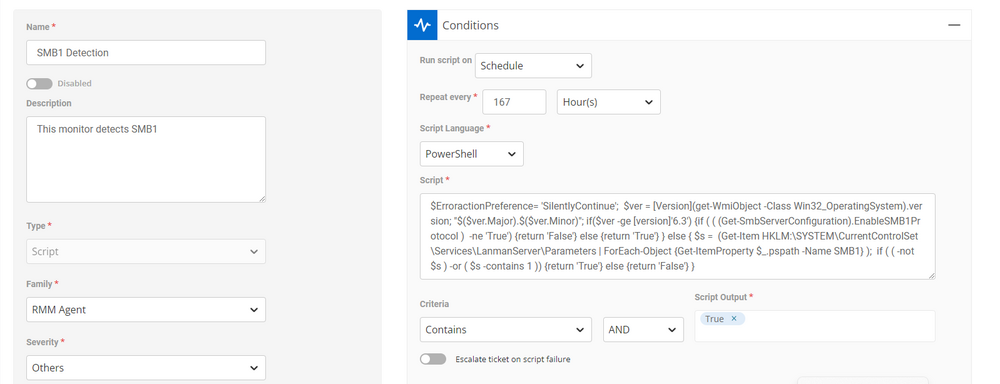 Name *
SMB1 Detection
Disabled
Description
This monitor detects SMB1
Type *
Script
Family *
RMM Agent
Severity *
Others
Conditions
Run script on
Schedule
Repeat every *
167
Hour(s)
Script Language *
PowerShell
Script *
$ErroractionPreference= 'SilentlyContinue';  $ver = [Version](get-WmiObject -Class Win32_OperatingSystem).ver
sion; "$($ver.Major).$($ver.Minor)"; if($ver -ge [version]'6.3') {if ( ( (Get-SmbServerConfiguration).EnableSMB1Pr
otocol )  -ne 'True') {return 'False'} else {return 'True'} } else { $s =  (Get-Item HKLM:\SYSTEM\CurrentControlSet
\Services\LanmanServer\Parameters | ForEach-Object {Get-ItemProperty $_.pspath -Name SMB1} );  if ( ( -not
$s ) -or ( $s -contains 1 )) {return 'True'} else {return 'False'} }
Criteria
Contains
AND
Script Output *
True ×
Escalate ticket on script failure